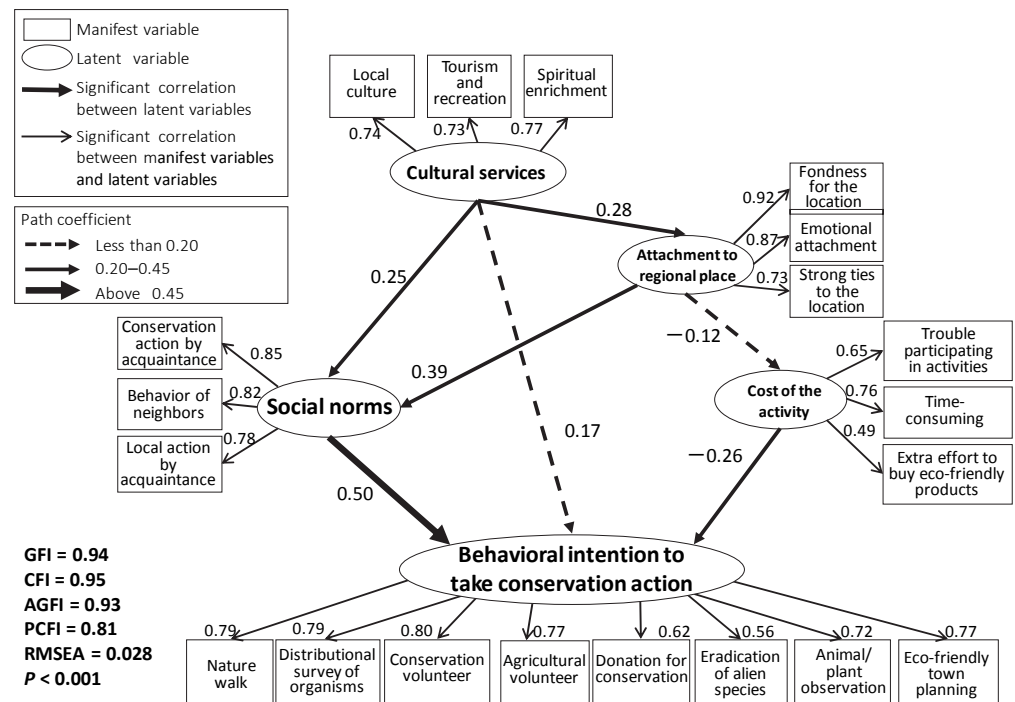 Manifest variable
Latent variable
Significant correlation
between latent variables
Significant correlation
between manifest variables
and latent variables
Path coefficient
Less than 0.20
0.20−0.45
Above 0.45
Local
culture
Tourism
and
recreation
Spiritual
enrichment
0.74
0.73
0.77
Cultural services
0.28
0.25
Fondness
for the
location
Emotional
attachment
Strong ties
to the
location
0.92
0.87
0.73
Attachment to
regional place
−0.12
0.39
0.17
Conservation
action by
acquaintance
Behavior of
neighbors
Local action
by
acquaintance
0.85
0.82
0.78
Social norms
0.50
Trouble
participating
in activities
Time-
consuming
Extra effort to
buy eco-friendly
products
0.65
0.76
0.49
Cost of the
activity
−0.26
Behavioral intention to
take conservation action
GFI = 0.94
CFI = 0.95
AGFI = 0.93
PCFI = 0.81
RMSEA = 0.028
P < 0.001
0.79
0.79
0.80
0.77
0.62
0.56
0.72
0.77
Nature
walk
Distributional
survey of
organisms
Conservation
volunteer
Agricultural
volunteer
Donation for
conservation
Eradication
of alien
species
Animal/
plant
observation
Eco-friendly
town
planning